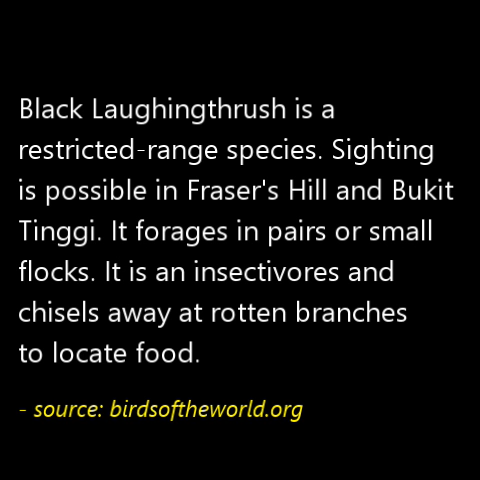 Black Laughingthrush is a
restricted-range species. Sighting
is possible in Fraser's Hill and Bukit
Tinggi. It forages in pairs or small
flocks. It is an insectivores and
chisels away at rotten branches
to locate food.
- source: birdsoftheworld.org